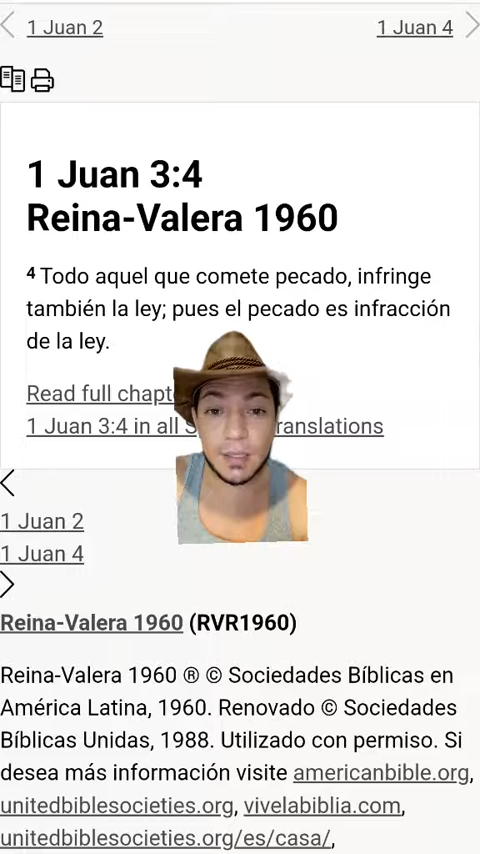 1 Juan 2
1 Juan 4
1 Juan 3:4
Reina-Valera 1960
4 Todo aquel que comete pecado, infringe
también la ley; pues el pecado es infracción
de la ley.
Read full
1 Juan 3:4 in all
1 Juan 2
1 Juan 4
Reina-Valera 1960 (RVR1960)
Reina-Valera 1960 ® © Sociedades Bíblicas en
América Latina, 1960. Renovado © Sociedades
Bíblicas Unidas, 1988. Utilizado con permiso. Si
desea más información visite americanbible.org,
unitedbiblesocieties.org, vivelabiblia.com,
unitedbiblesocieties.org/es/casa/,